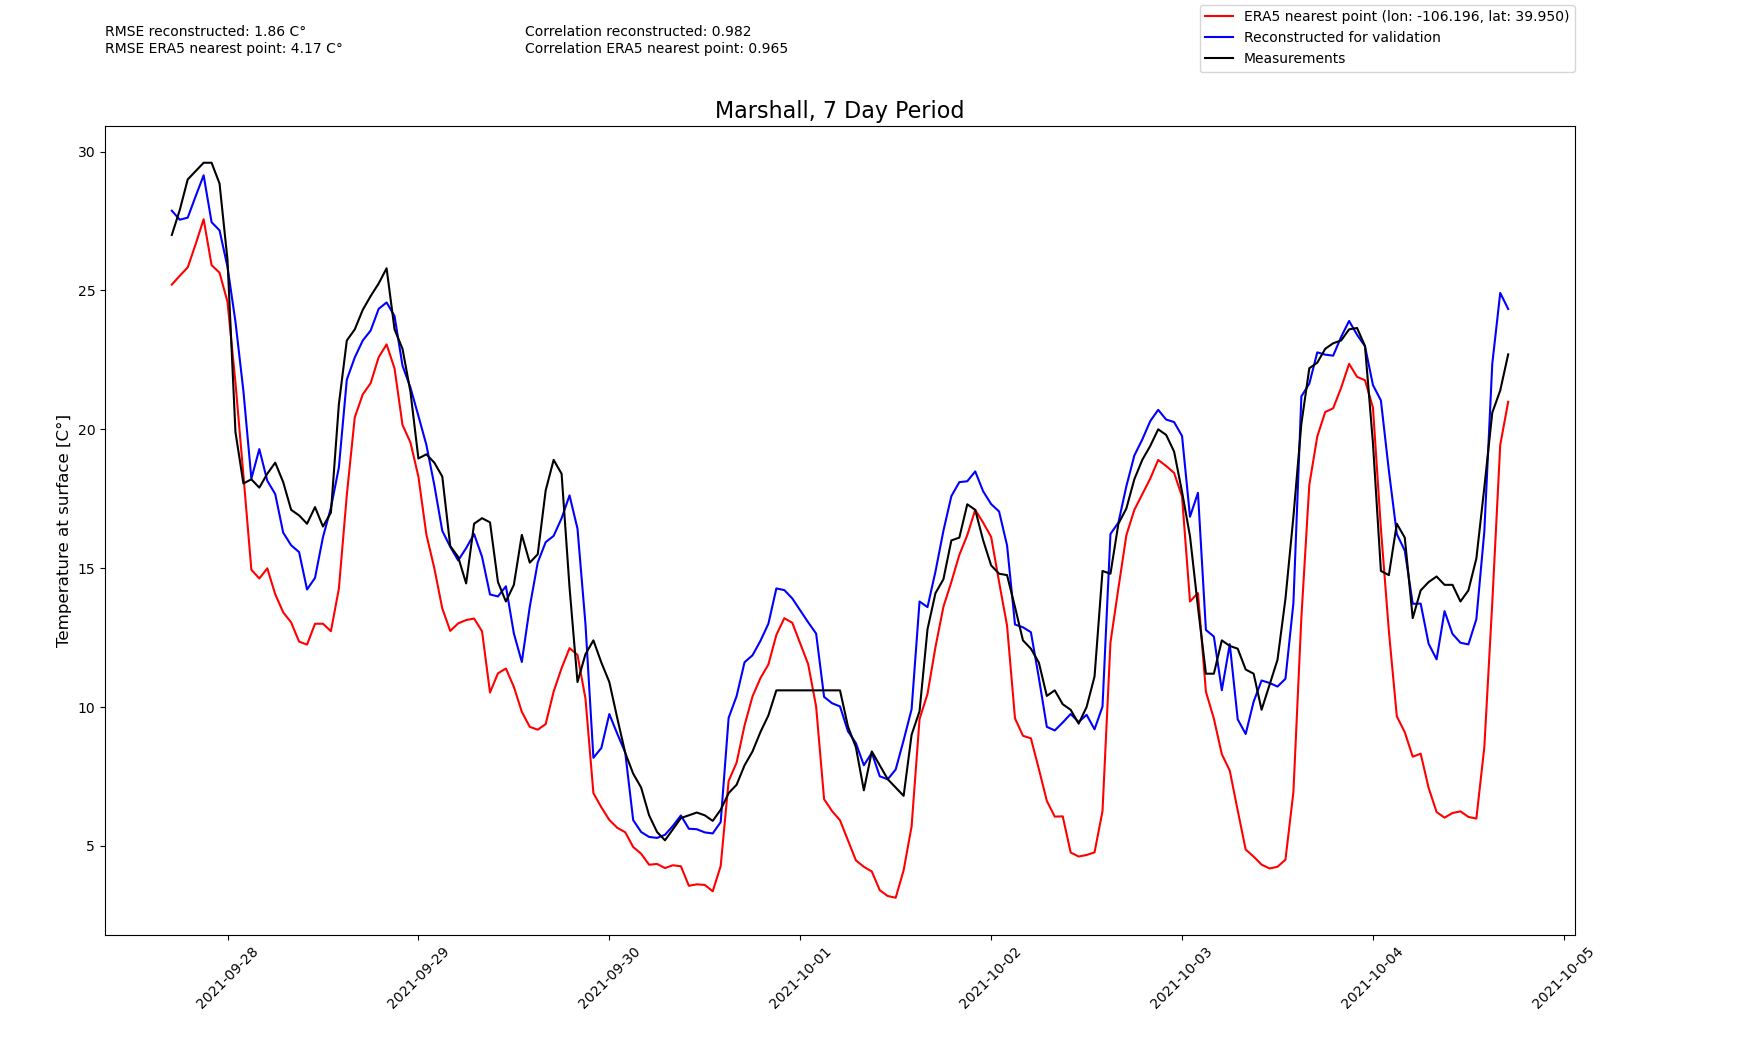 RMSE reconstructed: 1.86 C°
RMSE ERA5 nearest point: 4.17 C°
Correlation reconstructed: 0.982
Correlation ERA5 nearest point: 0.965
ERA5 nearest point (lon: -106.196, lat: 39.950)
Reconstructed for validation
Measurements
Marshall, 7 Day Period
Temperature at surface [C°]
30
25
20
15
10
5
2021-09-28
2021-09-29
2021-09-30
2021-10-01
2021-10-02
2021-10-03
2021-10-04
2021-10-05